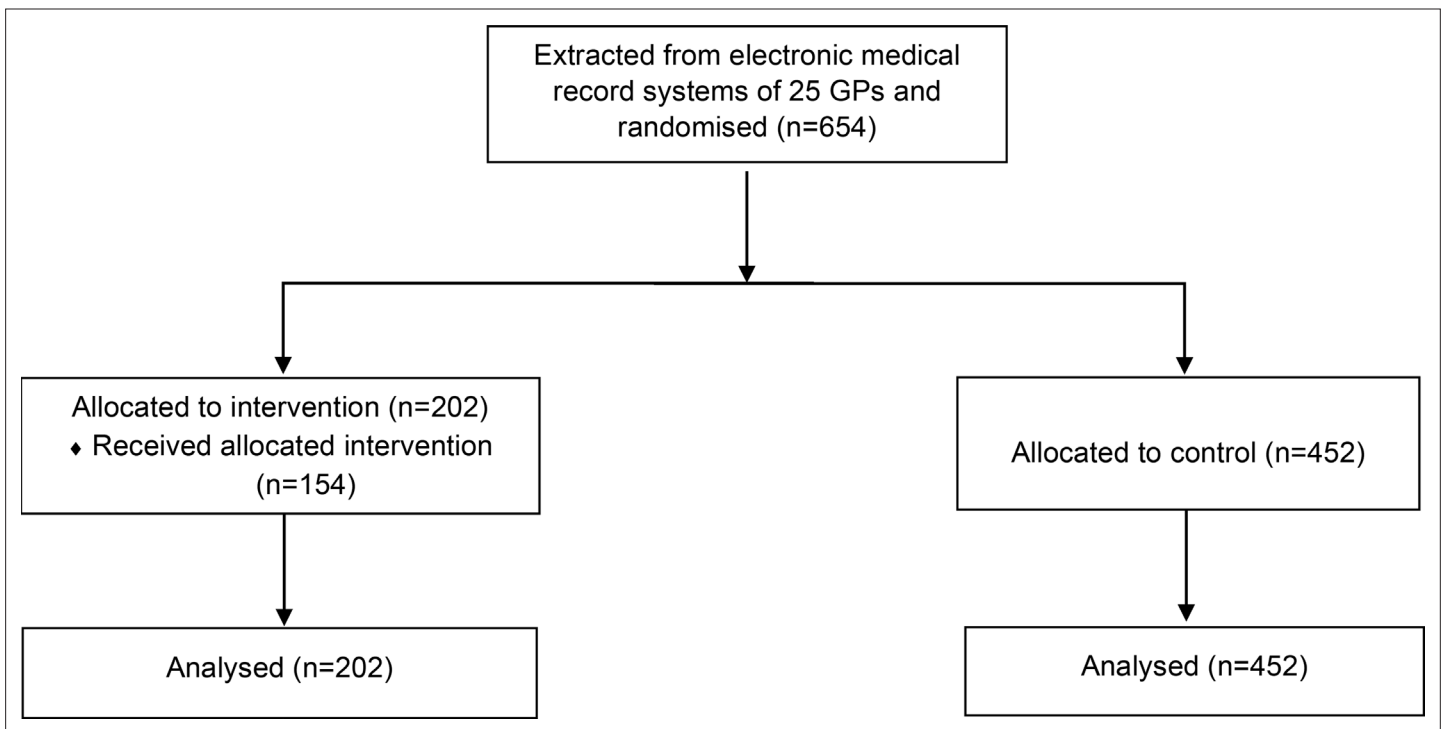 Extracted from electronic medical
record systems of 25 GPs and
randomised (n=654)
Allocated to intervention (n=202)
♦ Received allocated intervention
(n=154)
Allocated to control (n=452)
Analysed (n=202)
Analysed (n=452)